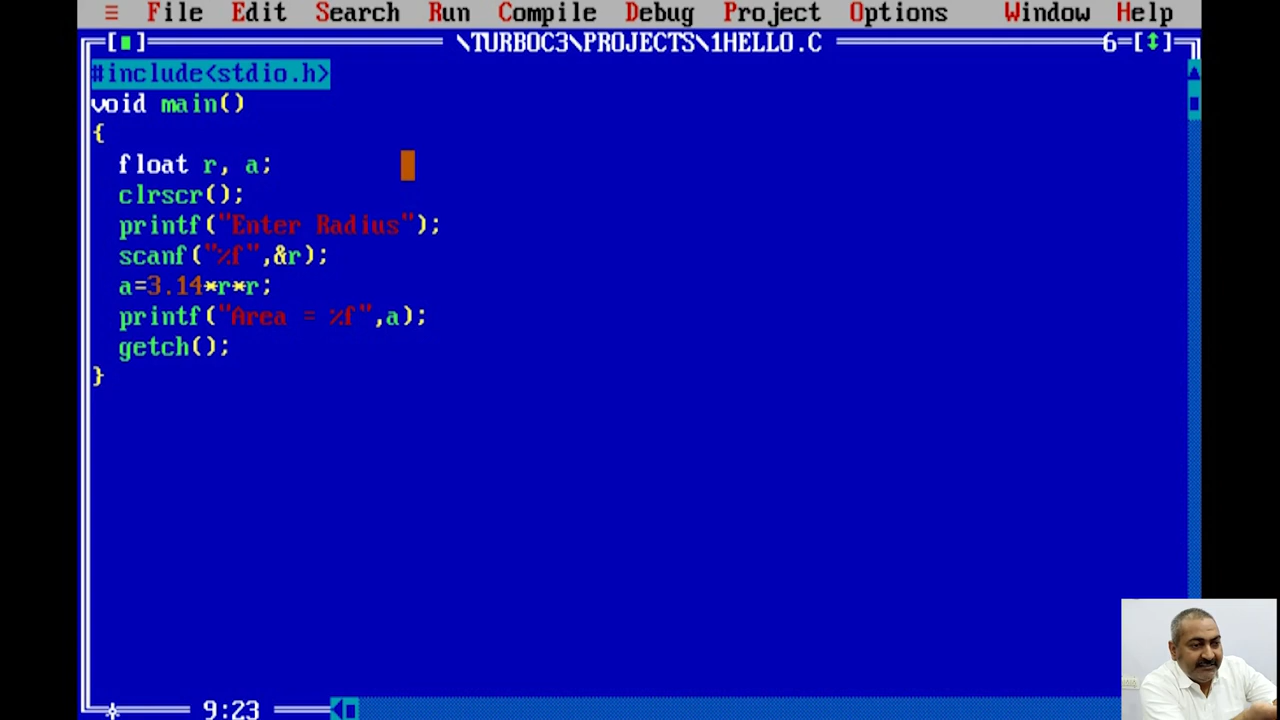 ≡ File Edit Search Run Compile Debug Project Options Window Help
[■] \TURBOC3\PROJECTS\1HELLO.C 6=[↕]
#include<stdio.h>
void main()
{
float r, a;
clrscr();
printf("Enter Radius");
scanf("%f",&r);
a=3.14*r*r;
printf("Area = %f",a);
getch();
}
9:23